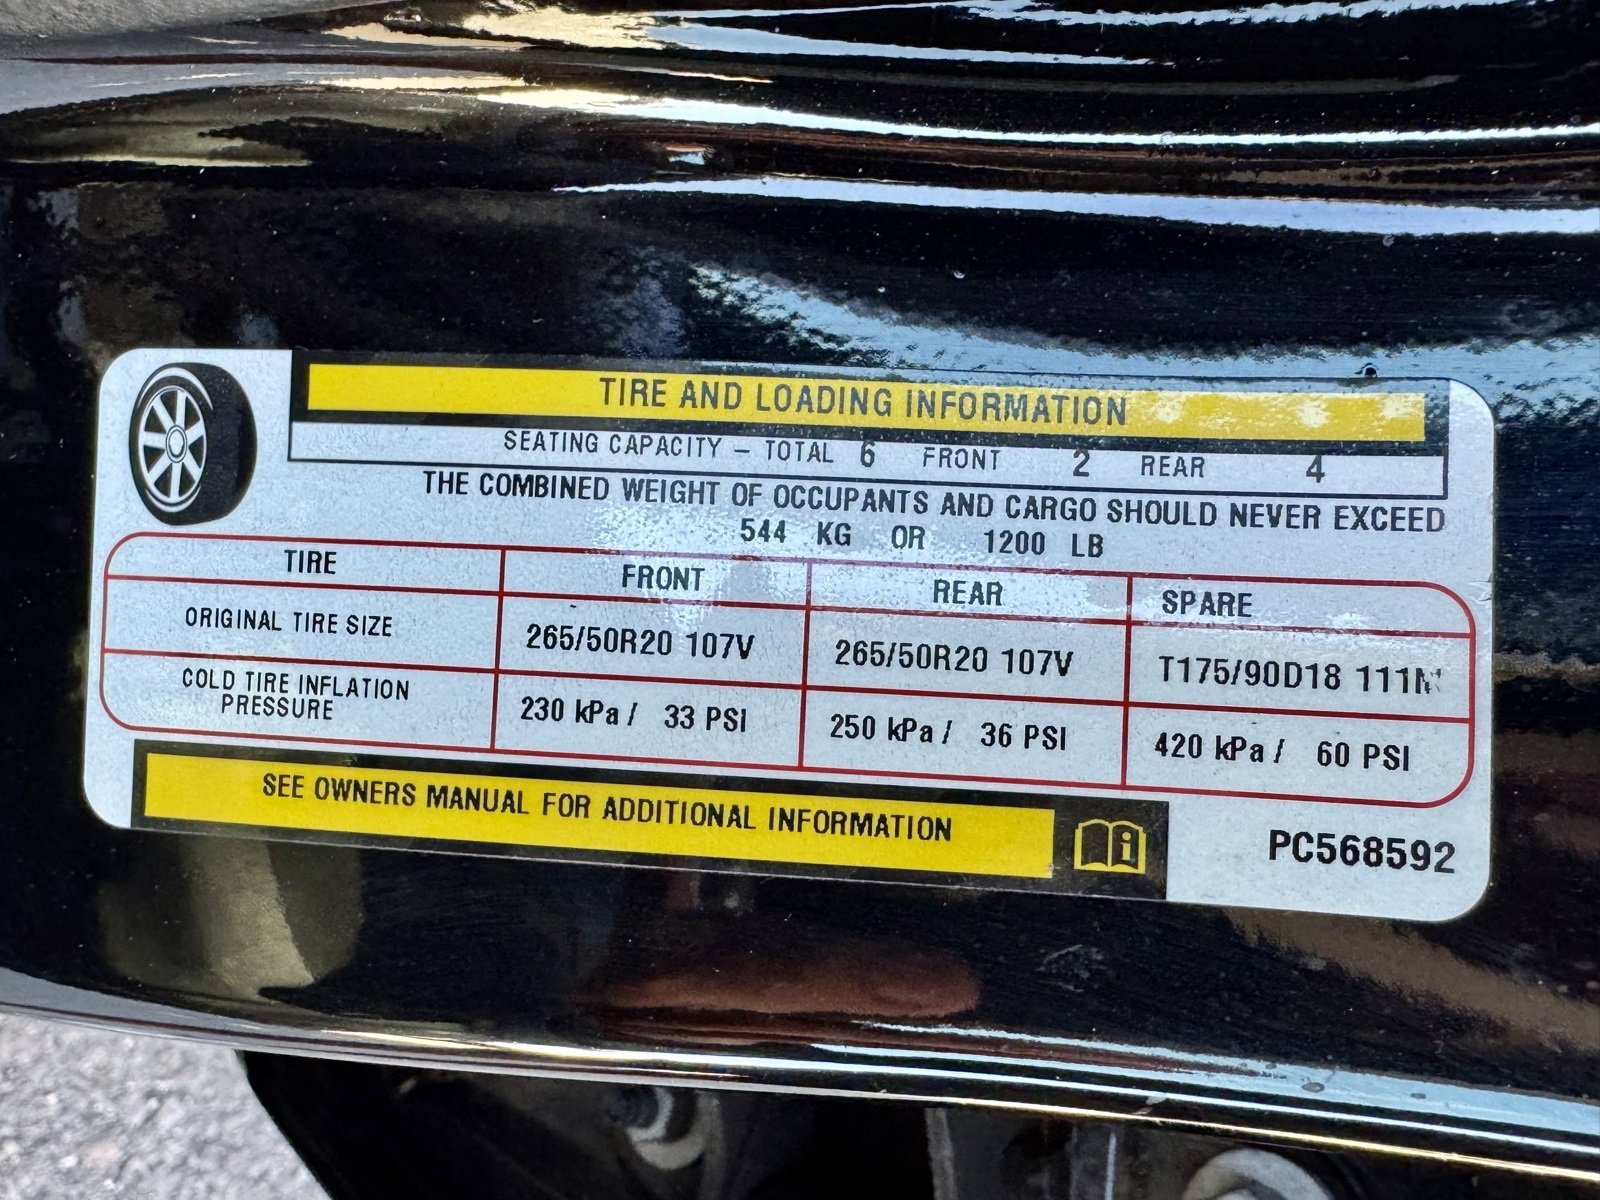 TIRE AND LOADING INFORMATION
SEATING CAPACITY – TOTAL 6 FRONT 2 REAR 4
THE COMBINED WEIGHT OF OCCUPANTS AND CARGO SHOULD NEVER EXCEED
544 KG OR 1200 LB
TIRE FRONT REAR SPARE
ORIGINAL TIRE SIZE 265/50R20 107V 265/50R20 107V T175/90D18
COLD TIRE INFLATION PRESSURE 230 kPa / 33 PSI 250 kPa / 36 PSI 420 kPa / 60 PSI
SEE OWNERS MANUAL FOR ADDITIONAL INFORMATION
PC568592